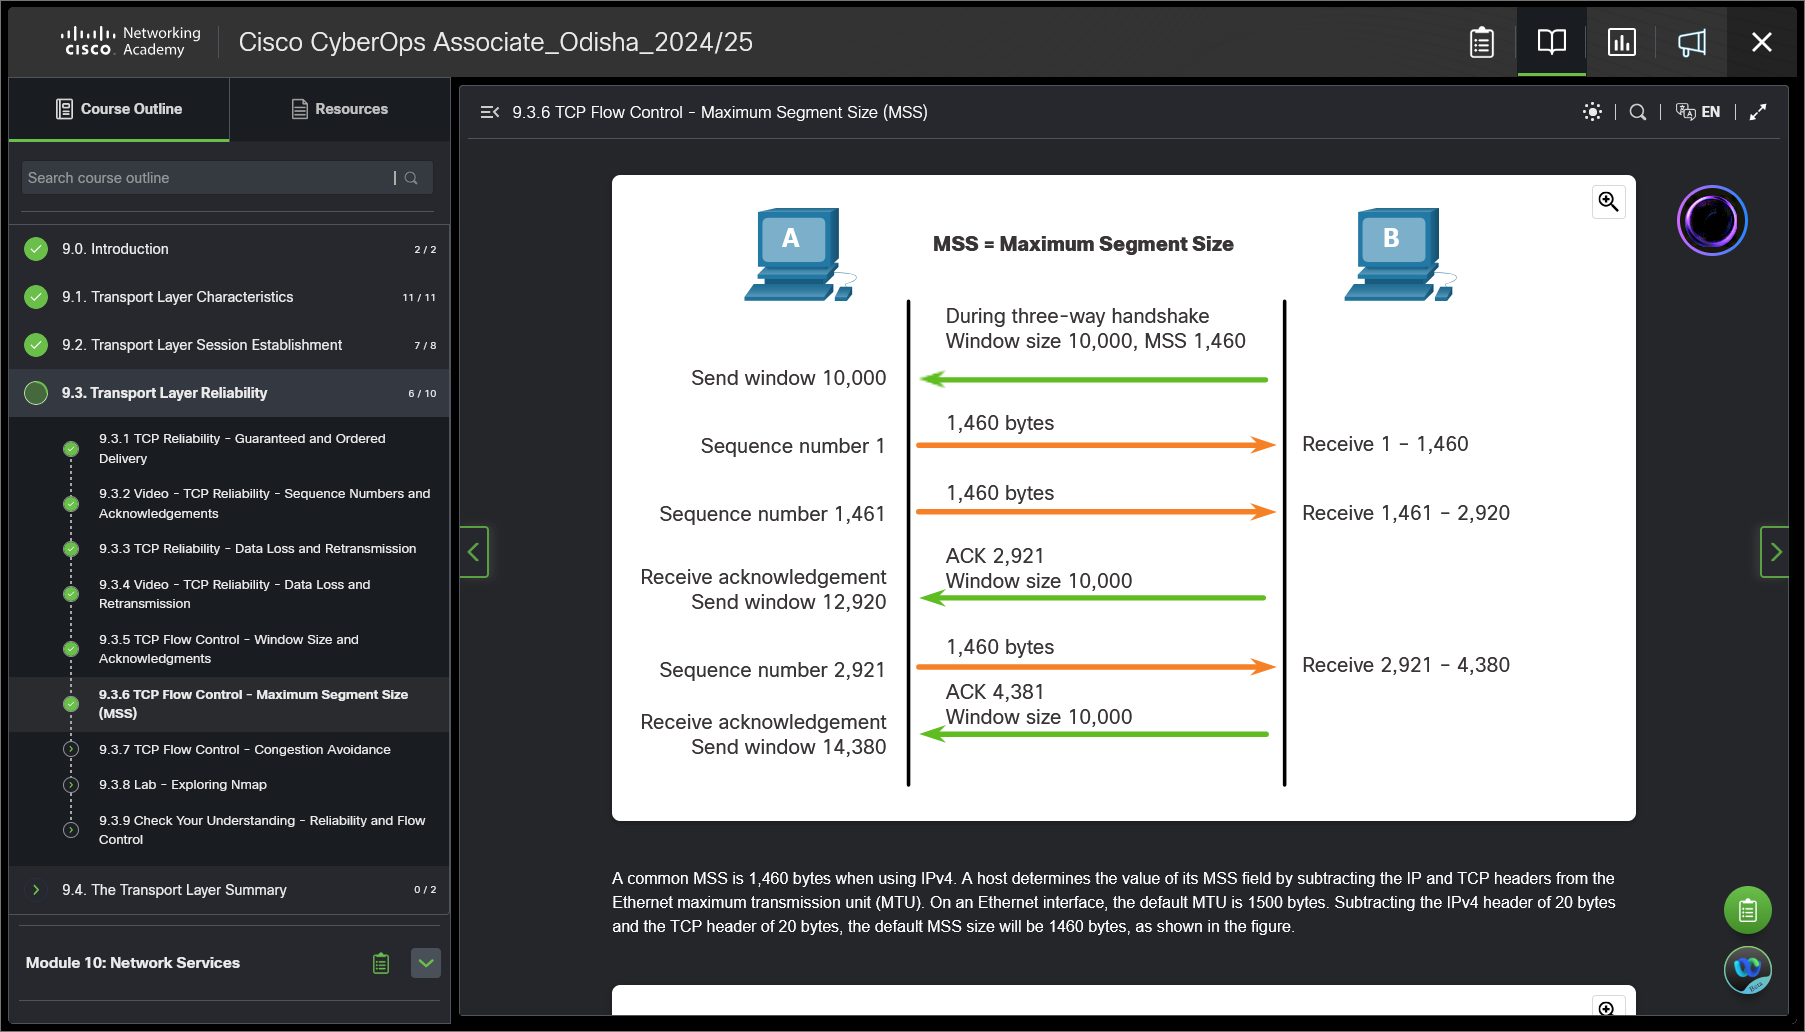 CISCO
Networking
Academy
Cisco CyberOps Associate_Odisha_2024/25
Course Outline
Resources
Search course outline
9.0. Introduction 2 / 2
9.1. Transport Layer Characteristics 11 / 11
9.2. Transport Layer Session Establishment 7 / 8
9.3. Transport Layer Reliability 6 / 10
9.3.1 TCP Reliability - Guaranteed and Ordered
Delivery
9.3.2 Video - TCP Reliability - Sequence Numbers and
Acknowledgements
9.3.3 TCP Reliability - Data Loss and Retransmission
9.3.4 Video - TCP Reliability - Data Loss and
Retransmission
9.3.5 TCP Flow Control - Window Size and
Acknowledgments
9.3.6 TCP Flow Control - Maximum Segment Size
(MSS)
9.3.7 TCP Flow Control - Congestion Avoidance
9.3.8 Lab - Exploring Nmap
9.3.9 Check Your Understanding - Reliability and Flow
Control
9.4. The Transport Layer Summary 0 / 2
Module 10: Network Services
9.3.6 TCP Flow Control - Maximum Segment Size (MSS)
EN
A
MSS = Maximum Segment Size
B
During three-way handshake
Window size 10,000, MSS 1,460
Send window 10,000
1,460 bytes
Sequence number 1
Receive 1 - 1,460
1,460 bytes
Sequence number 1,461
Receive 1,461 - 2,920
ACK 2,921
Window size 10,000
Receive acknowledgement
Send window 12,920
1,460 bytes
Sequence number 2,921
Receive 2,921 - 4,380
ACK 4,381
Window size 10,000
Receive acknowledgement
Send window 14,380
A common MSS is 1,460 bytes when using IPv4. A host determines the value of its MSS field by subtracting the IP and TCP headers from the
Ethernet maximum transmission unit (MTU). On an Ethernet interface, the default MTU is 1500 bytes. Subtracting the IPv4 header of 20 bytes
and the TCP header of 20 bytes, the default MSS size will be 1460 bytes, as shown in the figure.
Beta